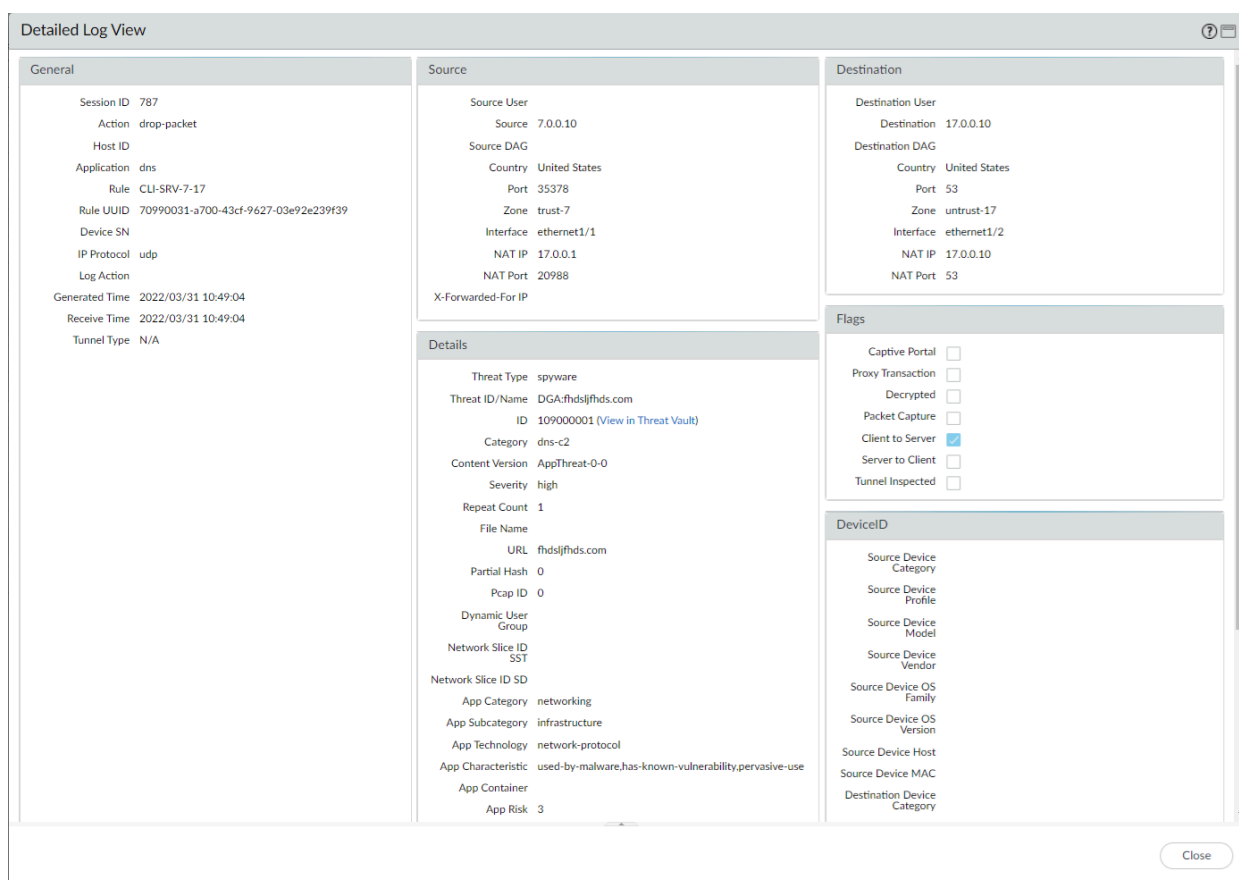 Detailed Log View
General
Session ID 787
Action drop-packet
Host ID
Application dns
Rule CLI-SRV-7-17
Rule UUID 70990031-a700-43cf-9627-03e92e239f39
Device SN
IP Protocol udp
Log Action
Generated Time 2022/03/31 10:49:04
Receive Time 2022/03/31 10:49:04
Tunnel Type N/A
Source
Source User
Source 7.0.0.10
Source DAG
Country United States
Port 35378
Zone trust-7
Interface ethernet1/1
NAT IP 17.0.0.1
NAT Port 20988
X-Forwarded-For IP
Details
Threat Type spyware
Threat ID/Name DGA:fhdsljfhds.com
ID 109000001 (View in Threat Vault)
Category dns-c2
Content Version AppThreat-0-0
Severity high
Repeat Count 1
File Name
URL fhdsljfhds.com
Partial Hash 0
Pcap ID 0
Dynamic User
Group
Network Slice ID
SST
Network Slice ID SD
App Category networking
App Subcategory infrastructure
App Technology network-protocol
App Characteristic used-by-malware,has-known-vulnerability,pervasive-use
App Container
App Risk 3
Destination
Destination User
Destination 17.0.0.10
Destination DAG
Country United States
Port 53
Zone untrust-17
Interface ethernet1/2
NAT IP 17.0.0.10
NAT Port 53
Flags
Captive Portal
Proxy Transaction
Decrypted
Packet Capture
Client to Server
Server to Client
Tunnel Inspected
DeviceID
Source Device
Category
Source Device
Profile
Source Device
Model
Source Device
Vendor
Source Device OS
Family
Source Device OS
Version
Source Device Host
Source Device MAC
Destination Device
Category
Close